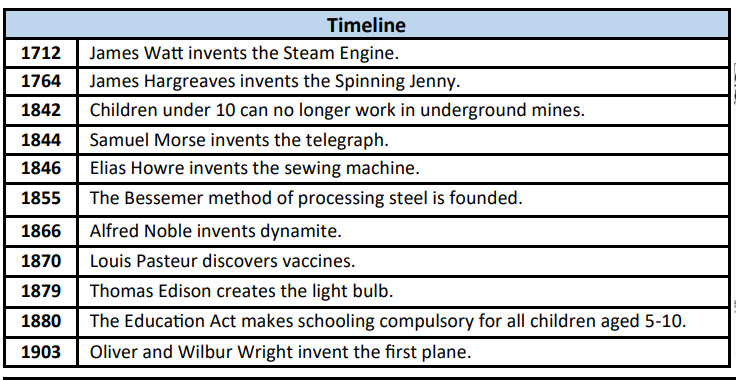 Timeline
1712 James Watt invents the Steam Engine.
1764 James Hargreaves invents the Spinning Jenny.
1842 Children under 10 can no longer work in underground mines.
1844 Samuel Morse invents the telegraph.
1846 Elias Howre invents the sewing machine.
1855 The Bessemer method of processing steel is founded.
1866 Alfred Noble invents dynamite.
1870 Louis Pasteur discovers vaccines.
1879 Thomas Edison creates the light bulb.
1880 The Education Act makes schooling compulsory for all children aged 5-10.
1903 Oliver and Wilbur Wright invent the first plane.